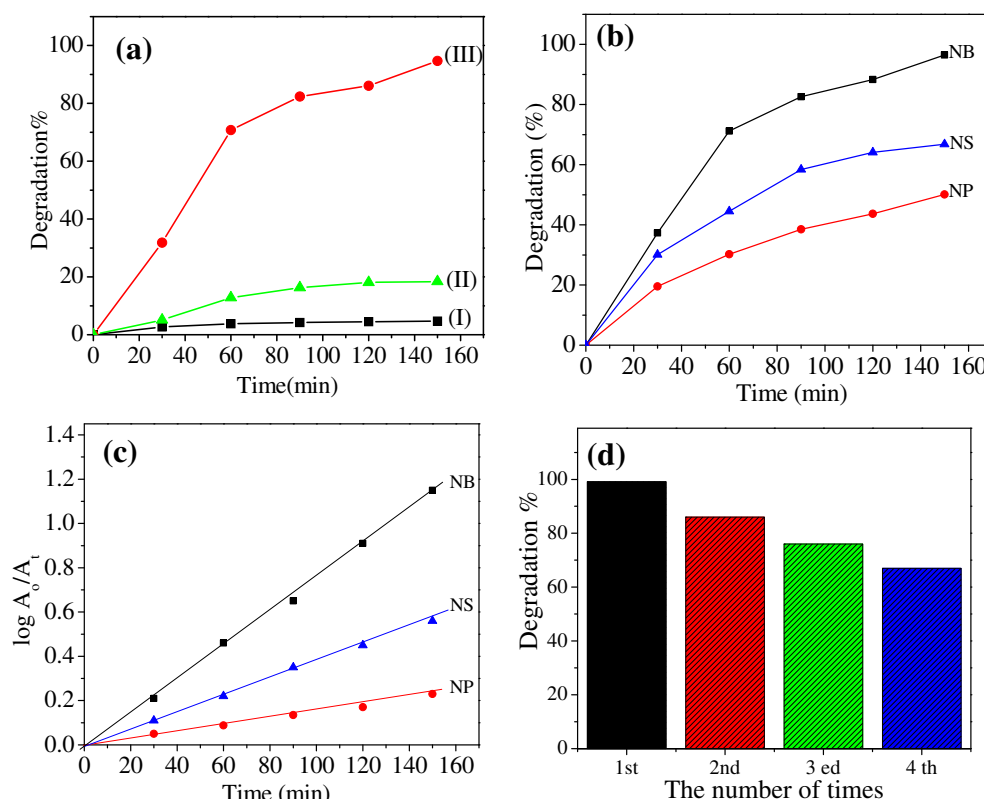 (a)
Degradation%
100
80
60
40
20
0
(III)
(II)
(I)
0 20 40 60 80 100 120 140 160
Time(min)
(b)
Degradation (%)
100
80
60
40
20
0
NB
NS
NP
0 20 40 60 80 100 120 140 160
Time (min)
(c)
log A_o/A_t
1.4
1.2
1.0
0.8
0.6
0.4
0.2
0.0
NB
NS
NP
0 20 40 60 80 100 120 140 160
Time (min)
(d)
Degradation %
100
80
60
40
20
0
1st 2nd 3 ed 4 th
The number of times